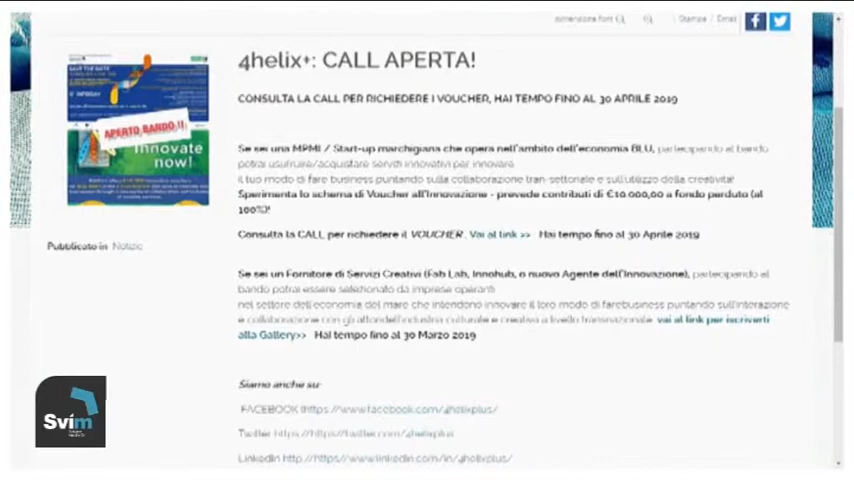 dimensione font
Stampa Email
4helix+: CALL APERTA!
CONSULTA LA CALL PER RICHIEDERE I VOUCHER, HAI TEMPO FINO AL 30 APRILE 2019
SAVE THE DATE
APERTO BANDO !!
Innovate
now!
Se sei una MPMI / Start-up marchigiana che opera nell'ambito dell'economia BLU, partecipando al bando
potrai usufruire/acquistare servizi innovativi per innovare
il tuo modo di fare business puntando sulla collaborazione tran-settoriale e sull'utilizzo della creatività!
Sperimenta lo schema di Voucher all'Innovazione - prevede contributi di €10.000,00 a fondo perduto (al
100%)!
Consulta la CALL per richiedere il VOUCHER. Vai al link >> Hai tempo fino al 30 Aprile 2019
Pubblicato in Notizie
Se sei un Fornitore di Servizi Creativi (Fab Lab, Innohub, o nuovo Agente dell'Innovazione), partecipando al
bando potrai essere selezionato da imprese operanti
nel settore dell'economia del mare che intendono innovare il loro modo di farebusiness puntando sull'interazione
e collaborazione con gli attoridell'industria culturale e creativa a livello transnazionale. vai al link per iscriverti
alla Gallery>> Hai tempo fino al 30 Marzo 2019
Siamo anche su:
FACEBOOK (https://www.facebook.com/4helixplus/
Twitter https://https://twitter.com/4helixplus
LinkedIn http://https//www.linkedin.com/in/4helixplus/
Svim